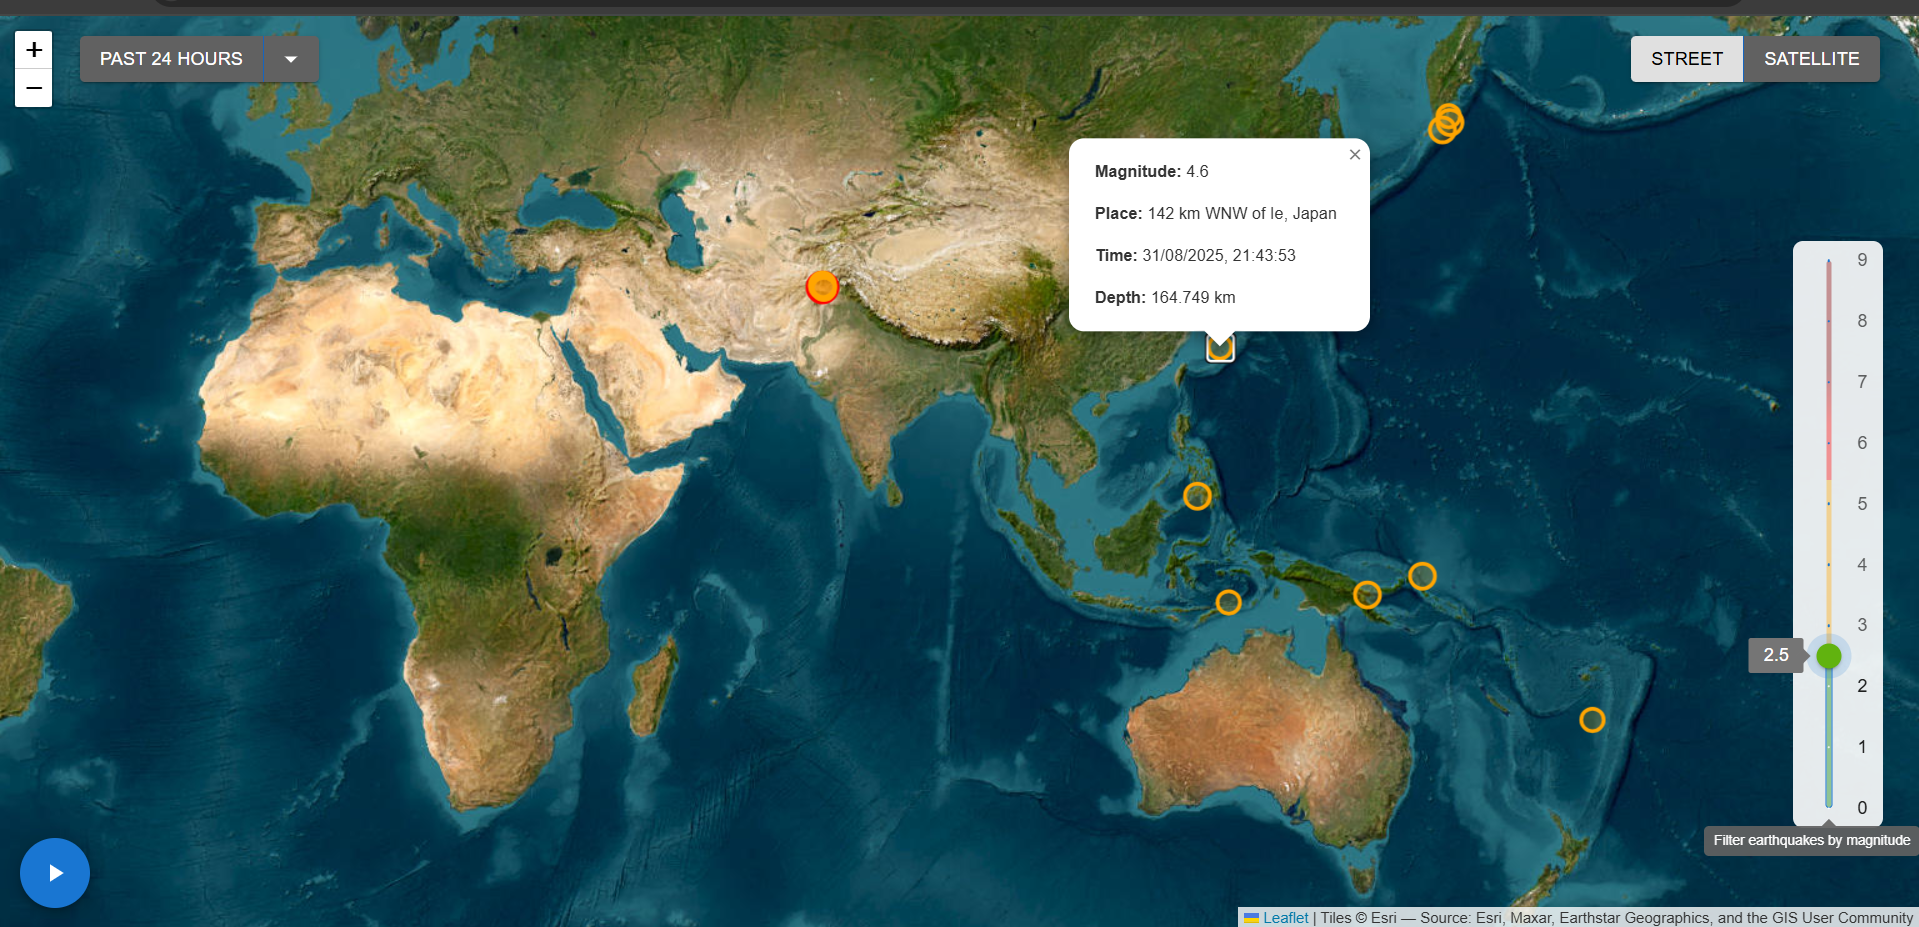 +
−
PAST 24 HOURS
STREET
SATELLITE
×
Magnitude: 4.6
Place: 142 km WNW of Ie, Japan
Time: 31/08/2025, 21:43:53
Depth: 164.749 km
9
8
7
6
5
4
3
2.5
2
1
0
Filter earthquakes by magnitude
Leaflet | Tiles © Esri — Source: Esri, Maxar, Earthstar Geographics, and the GIS User Community